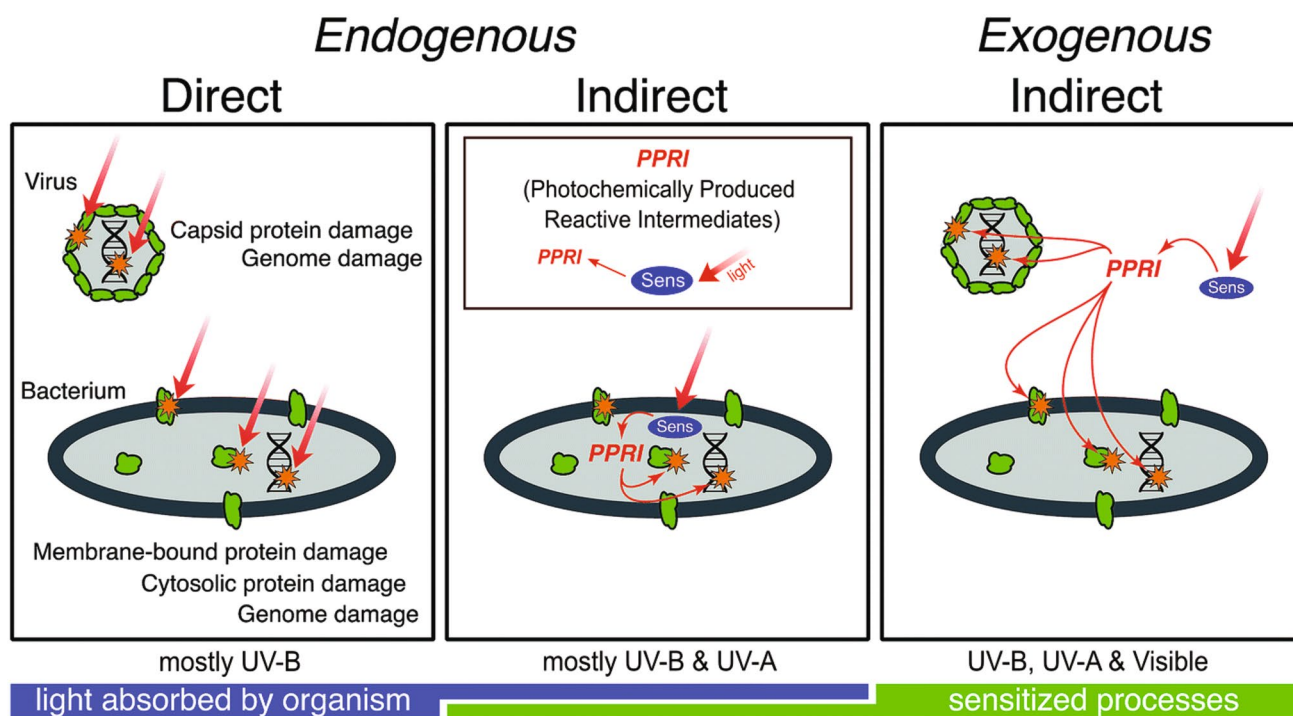 Endogenous
Exogenous
Direct
Indirect
Indirect
Virus
Capsid protein damage
Genome damage
Bacterium
Membrane-bound protein damage
Cytosolic protein damage
Genome damage
PPRI
(Photochemically Produced
Reactive Intermediates)
PPRI
Sens
light
Sens
PPRI
PPRI
Sens
mostly UV-B
mostly UV-B & UV-A
UV-B, UV-A & Visible
light absorbed by organism
sensitized processes